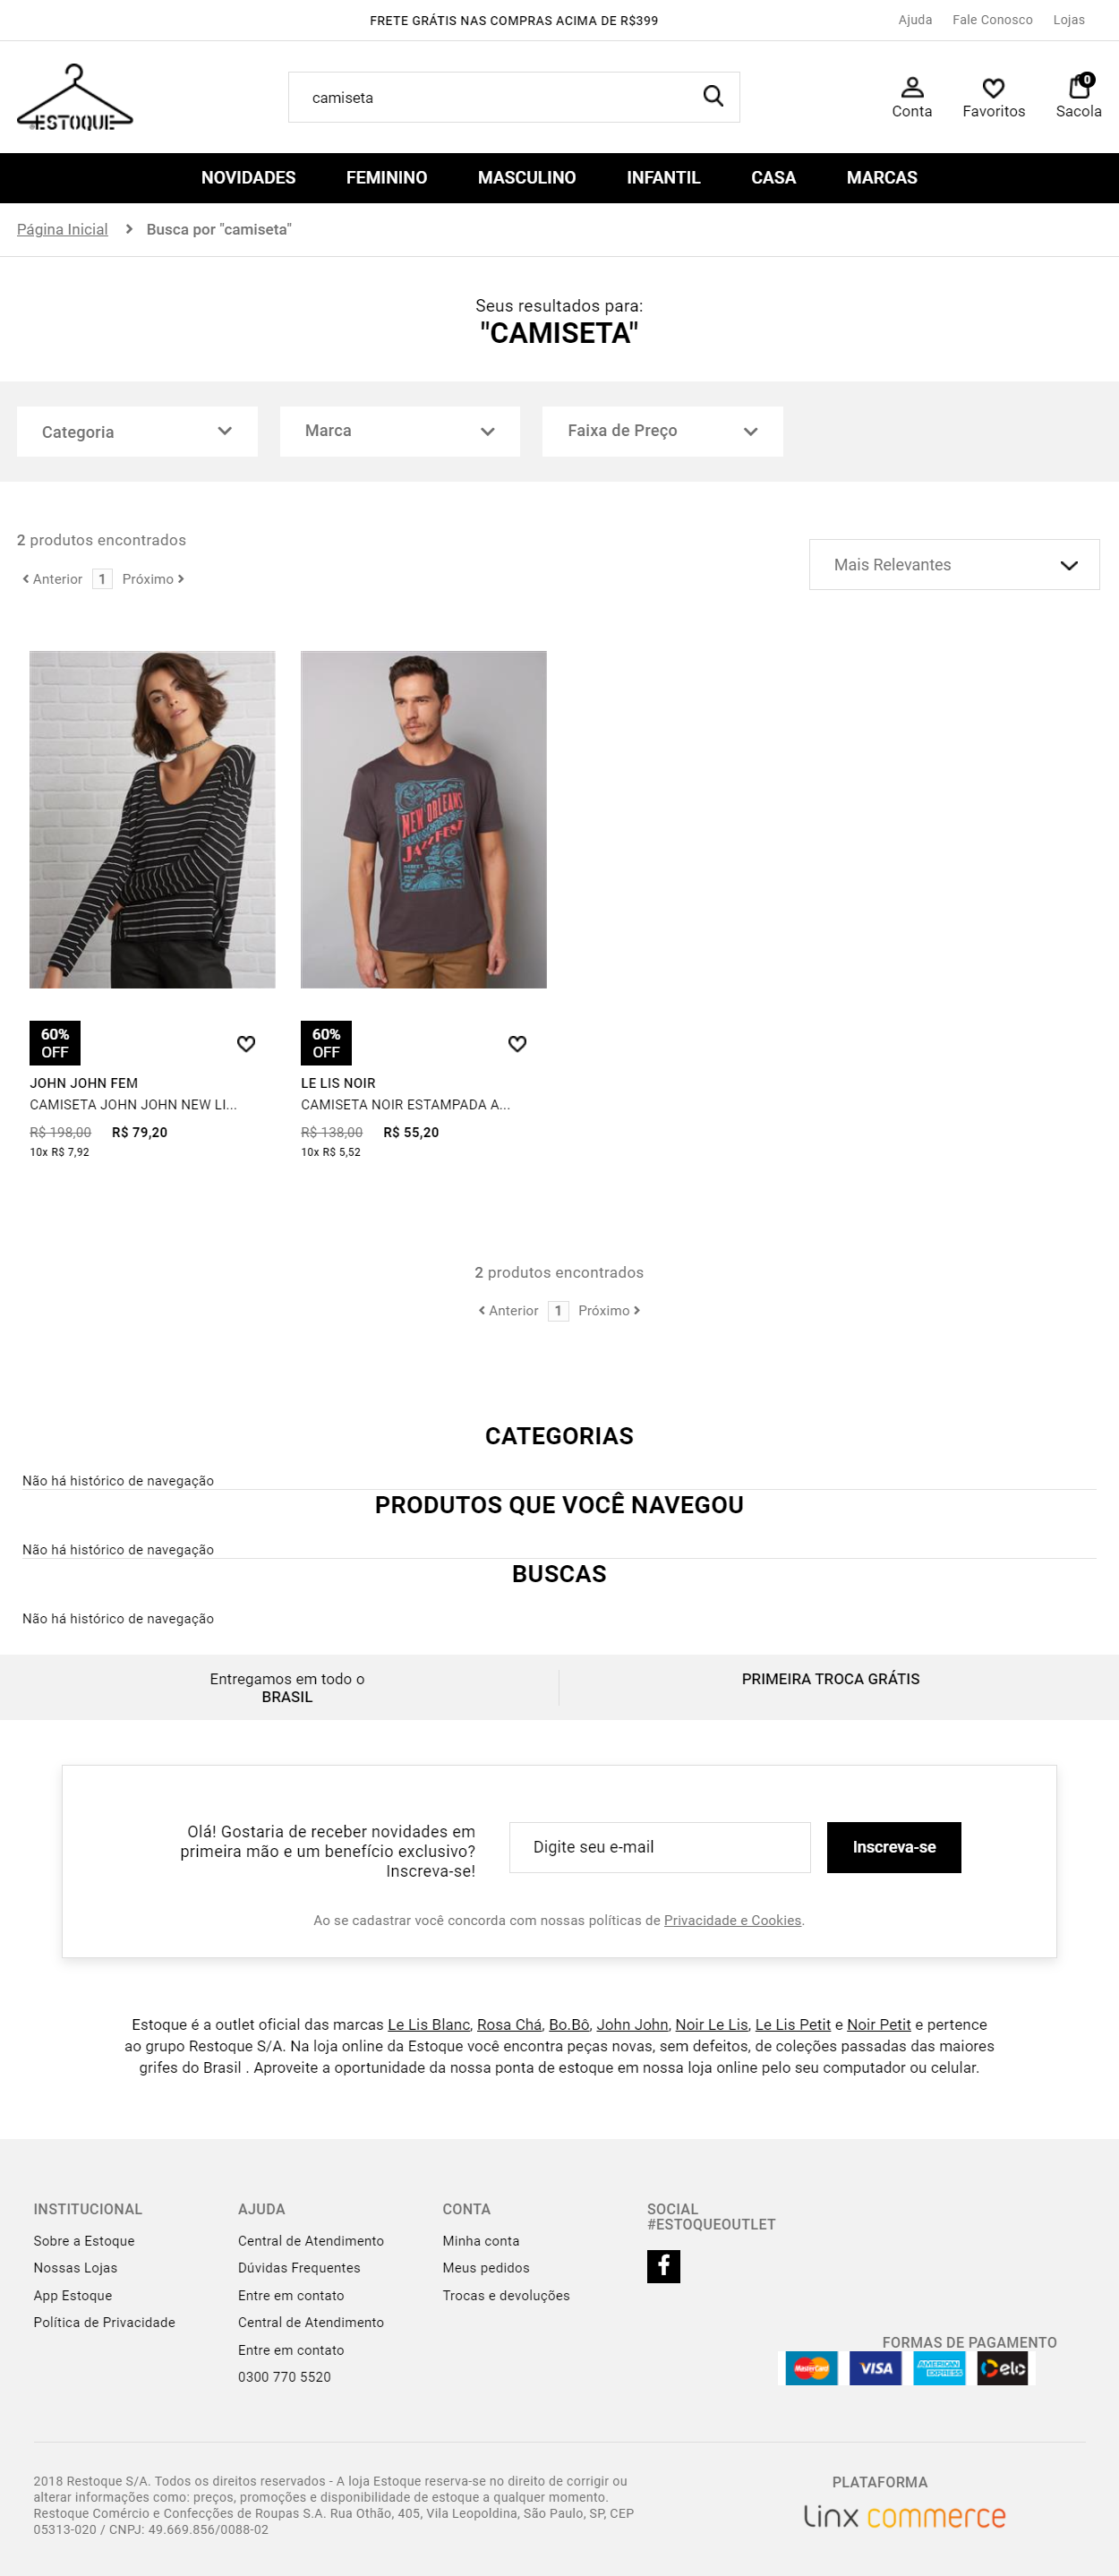 FRETE GRÁTIS NAS COMPRAS ACIMA DE R$399
Ajuda Fale Conosco Lojas
ESTOQUE
camiseta
0
Conta Favoritos Sacola
NOVIDADES FEMININO MASCULINO INFANTIL CASA MARCAS
Página Inicial Busca por "camiseta"
Seus resultados para:
"CAMISETA"
Categoria Marca Faixa de Preço
2 produtos encontrados
Anterior 1 Próximo
Mais Relevantes
NEW ORLEANS
JAZZ FEST
60%
OFF
JOHN JOHN FEM
CAMISETA JOHN JOHN NEW LI...
R$ 198,00 R$ 79,20
10x R$ 7,92
60%
OFF
LE LIS NOIR
CAMISETA NOIR ESTAMPADA A...
R$ 138,00 R$ 55,20
10x R$ 5,52
2 produtos encontrados
Anterior 1 Próximo
CATEGORIAS
Não há histórico de navegação
PRODUTOS QUE VOCÊ NAVEGOU
Não há histórico de navegação
BUSCAS
Não há histórico de navegação
Entregamos em todo o
BRASIL
PRIMEIRA TROCA GRÁTIS
Olá! Gostaria de receber novidades em
primeira mão e um benefício exclusivo?
Inscreva-se!
Digite seu e-mail
Inscreva-se
Ao se cadastrar você concorda com nossas políticas de Privacidade e Cookies.
Estoque é a outlet oficial das marcas Le Lis Blanc, Rosa Chá, Bo.Bô, John John, Noir Le Lis, Le Lis Petit e Noir Petit e pertence
ao grupo Restoque S/A. Na loja online da Estoque você encontra peças novas, sem defeitos, de coleções passadas das maiores
grifes do Brasil . Aproveite a oportunidade da nossa ponta de estoque em nossa loja online pelo seu computador ou celular.
INSTITUCIONAL
Sobre a Estoque
Nossas Lojas
App Estoque
Política de Privacidade
AJUDA
Central de Atendimento
Dúvidas Frequentes
Entre em contato
Central de Atendimento
Entre em contato
0300 770 5520
CONTA
Minha conta
Meus pedidos
Trocas e devoluções
SOCIAL
#ESTOQUEOUTLET
FORMAS DE PAGAMENTO
MasterCard VISA AMERICAN EXPRESS elo
2018 Restoque S/A. Todos os direitos reservados - A loja Estoque reserva-se no direito de corrigir ou
alterar informações como: preços, promoções e disponibilidade de estoque a qualquer momento.
Restoque Comércio e Confecções de Roupas S.A. Rua Othão, 405, Vila Leopoldina, São Paulo, SP, CEP
05313-020 / CNPJ: 49.669.856/0088-02
PLATAFORMA
linx commerce